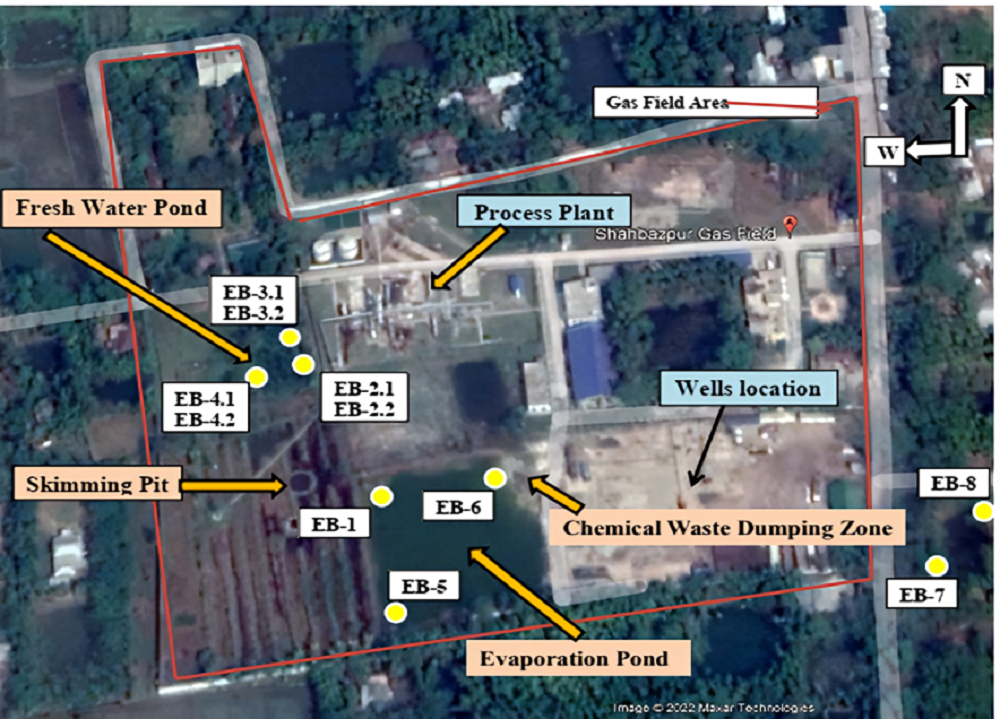 Gas Field Area
N
W
Fresh Water Pond
Process Plant
Shahbazpur Gas Field
EB-3.1
EB-3.2
EB-4.1
EB-4.2
EB-2.1
EB-2.2
Wells location
Skimming Pit
EB-1
EB-6
EB-8
Chemical Waste Dumping Zone
EB-5
EB-7
Evaporation Pond
Image © 2022 Maxar Technologies